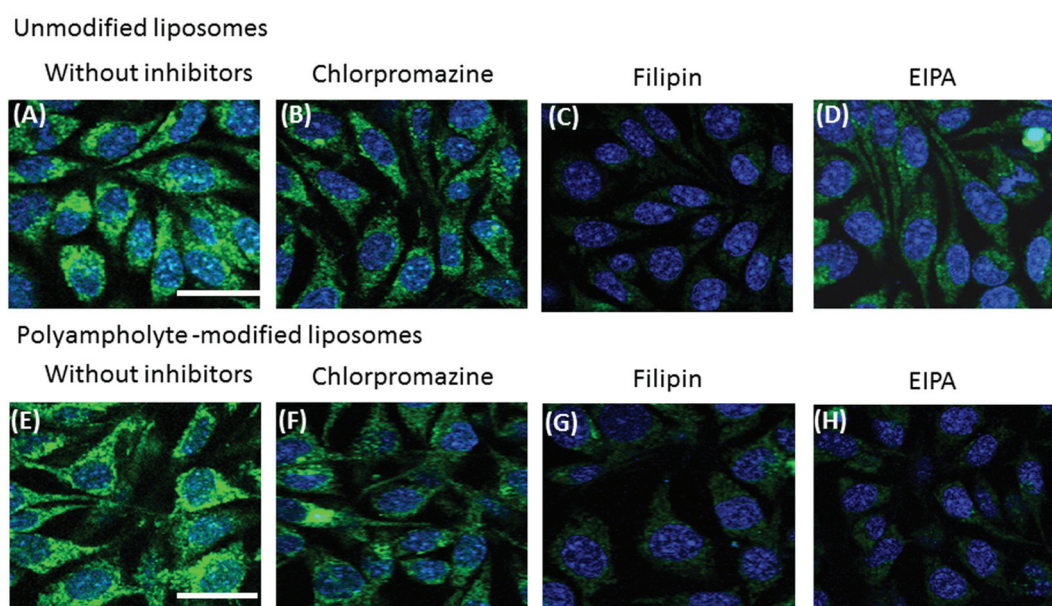 Unmodified liposomes
Without inhibitors Chlorpromazine Filipin EIPA
(A) (B) (C) (D)
Polyampholyte-modified liposomes
Without inhibitors Chlorpromazine Filipin EIPA
(E) (F) (G) (H)